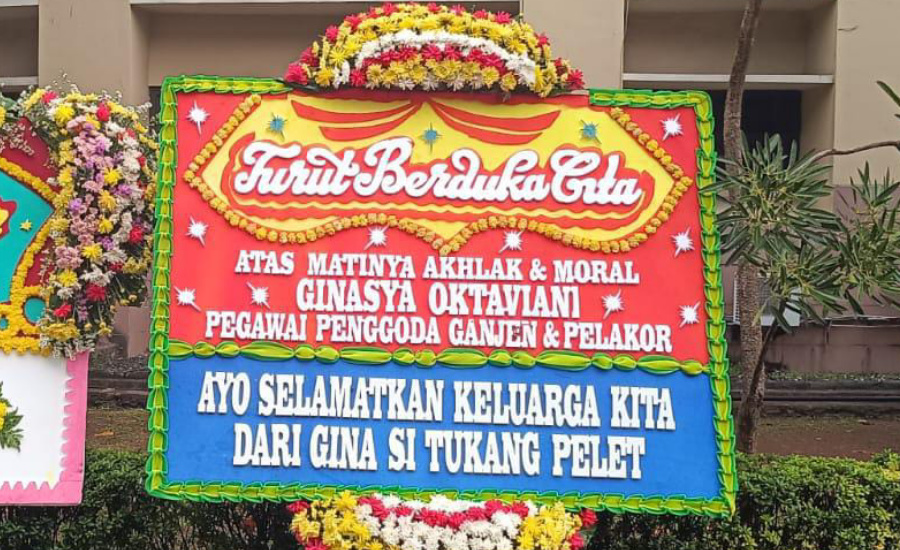 Turut Berduka Cita
ATAS MATINYA AKHLAK & MORAL
GINASYA OKTAVIANI
PEGAWAI PENGGODA GANJEN & PELAKOR
AYO SELAMATKAN KELUARGA KITA
DARI GINA SI TUKANG PELET